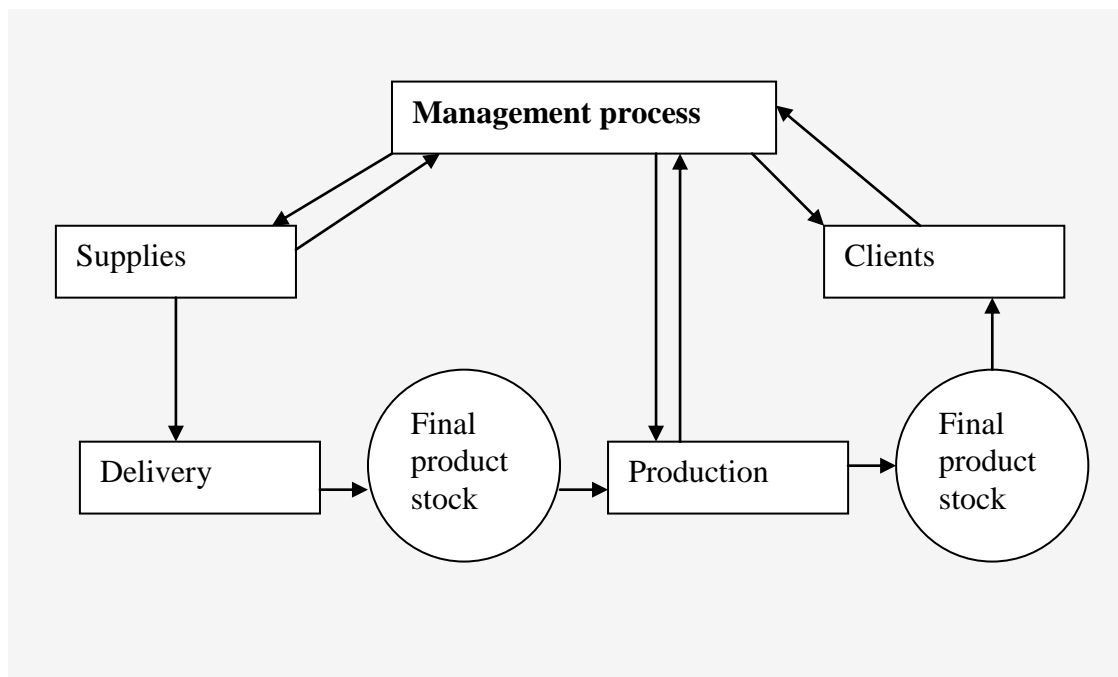 Management process
Supplies
Clients
Delivery
Final
product
stock
Production
Final
product
stock